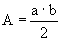 A = a · b / 2